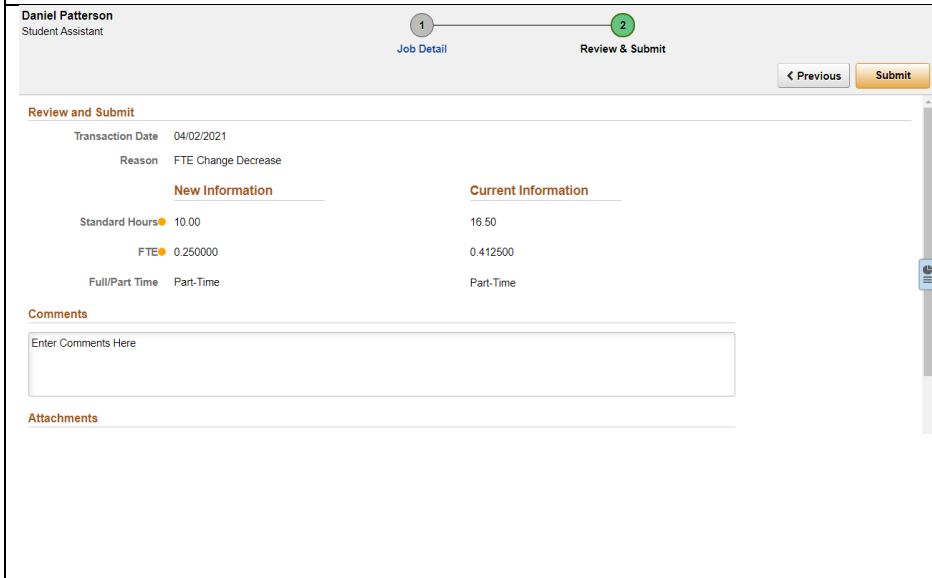 Daniel Patterson
Student Assistant
1
2
Job Detail
Review & Submit
Previous
Submit
Review and Submit
Transaction Date 04/02/2021
Reason FTE Change Decrease
New Information Current Information
Standard Hours 10.00 16.50
FTE 0.250000 0.412500
Full/Part Time Part-Time Part-Time
Comments
Enter Comments Here
Attachments